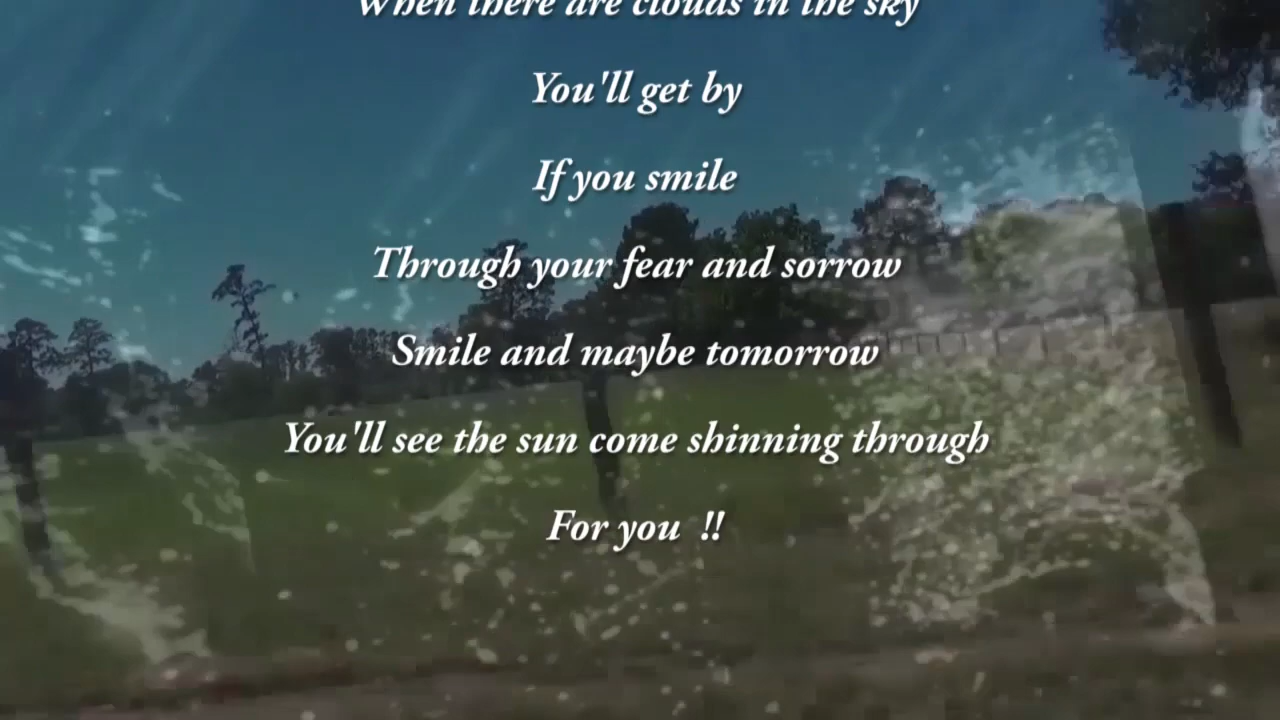 When there are clouds in the sky
You'll get by
If you smile
Through your fear and sorrow
Smile and maybe tomorrow
You'll see the sun come shinning through
For you  !!